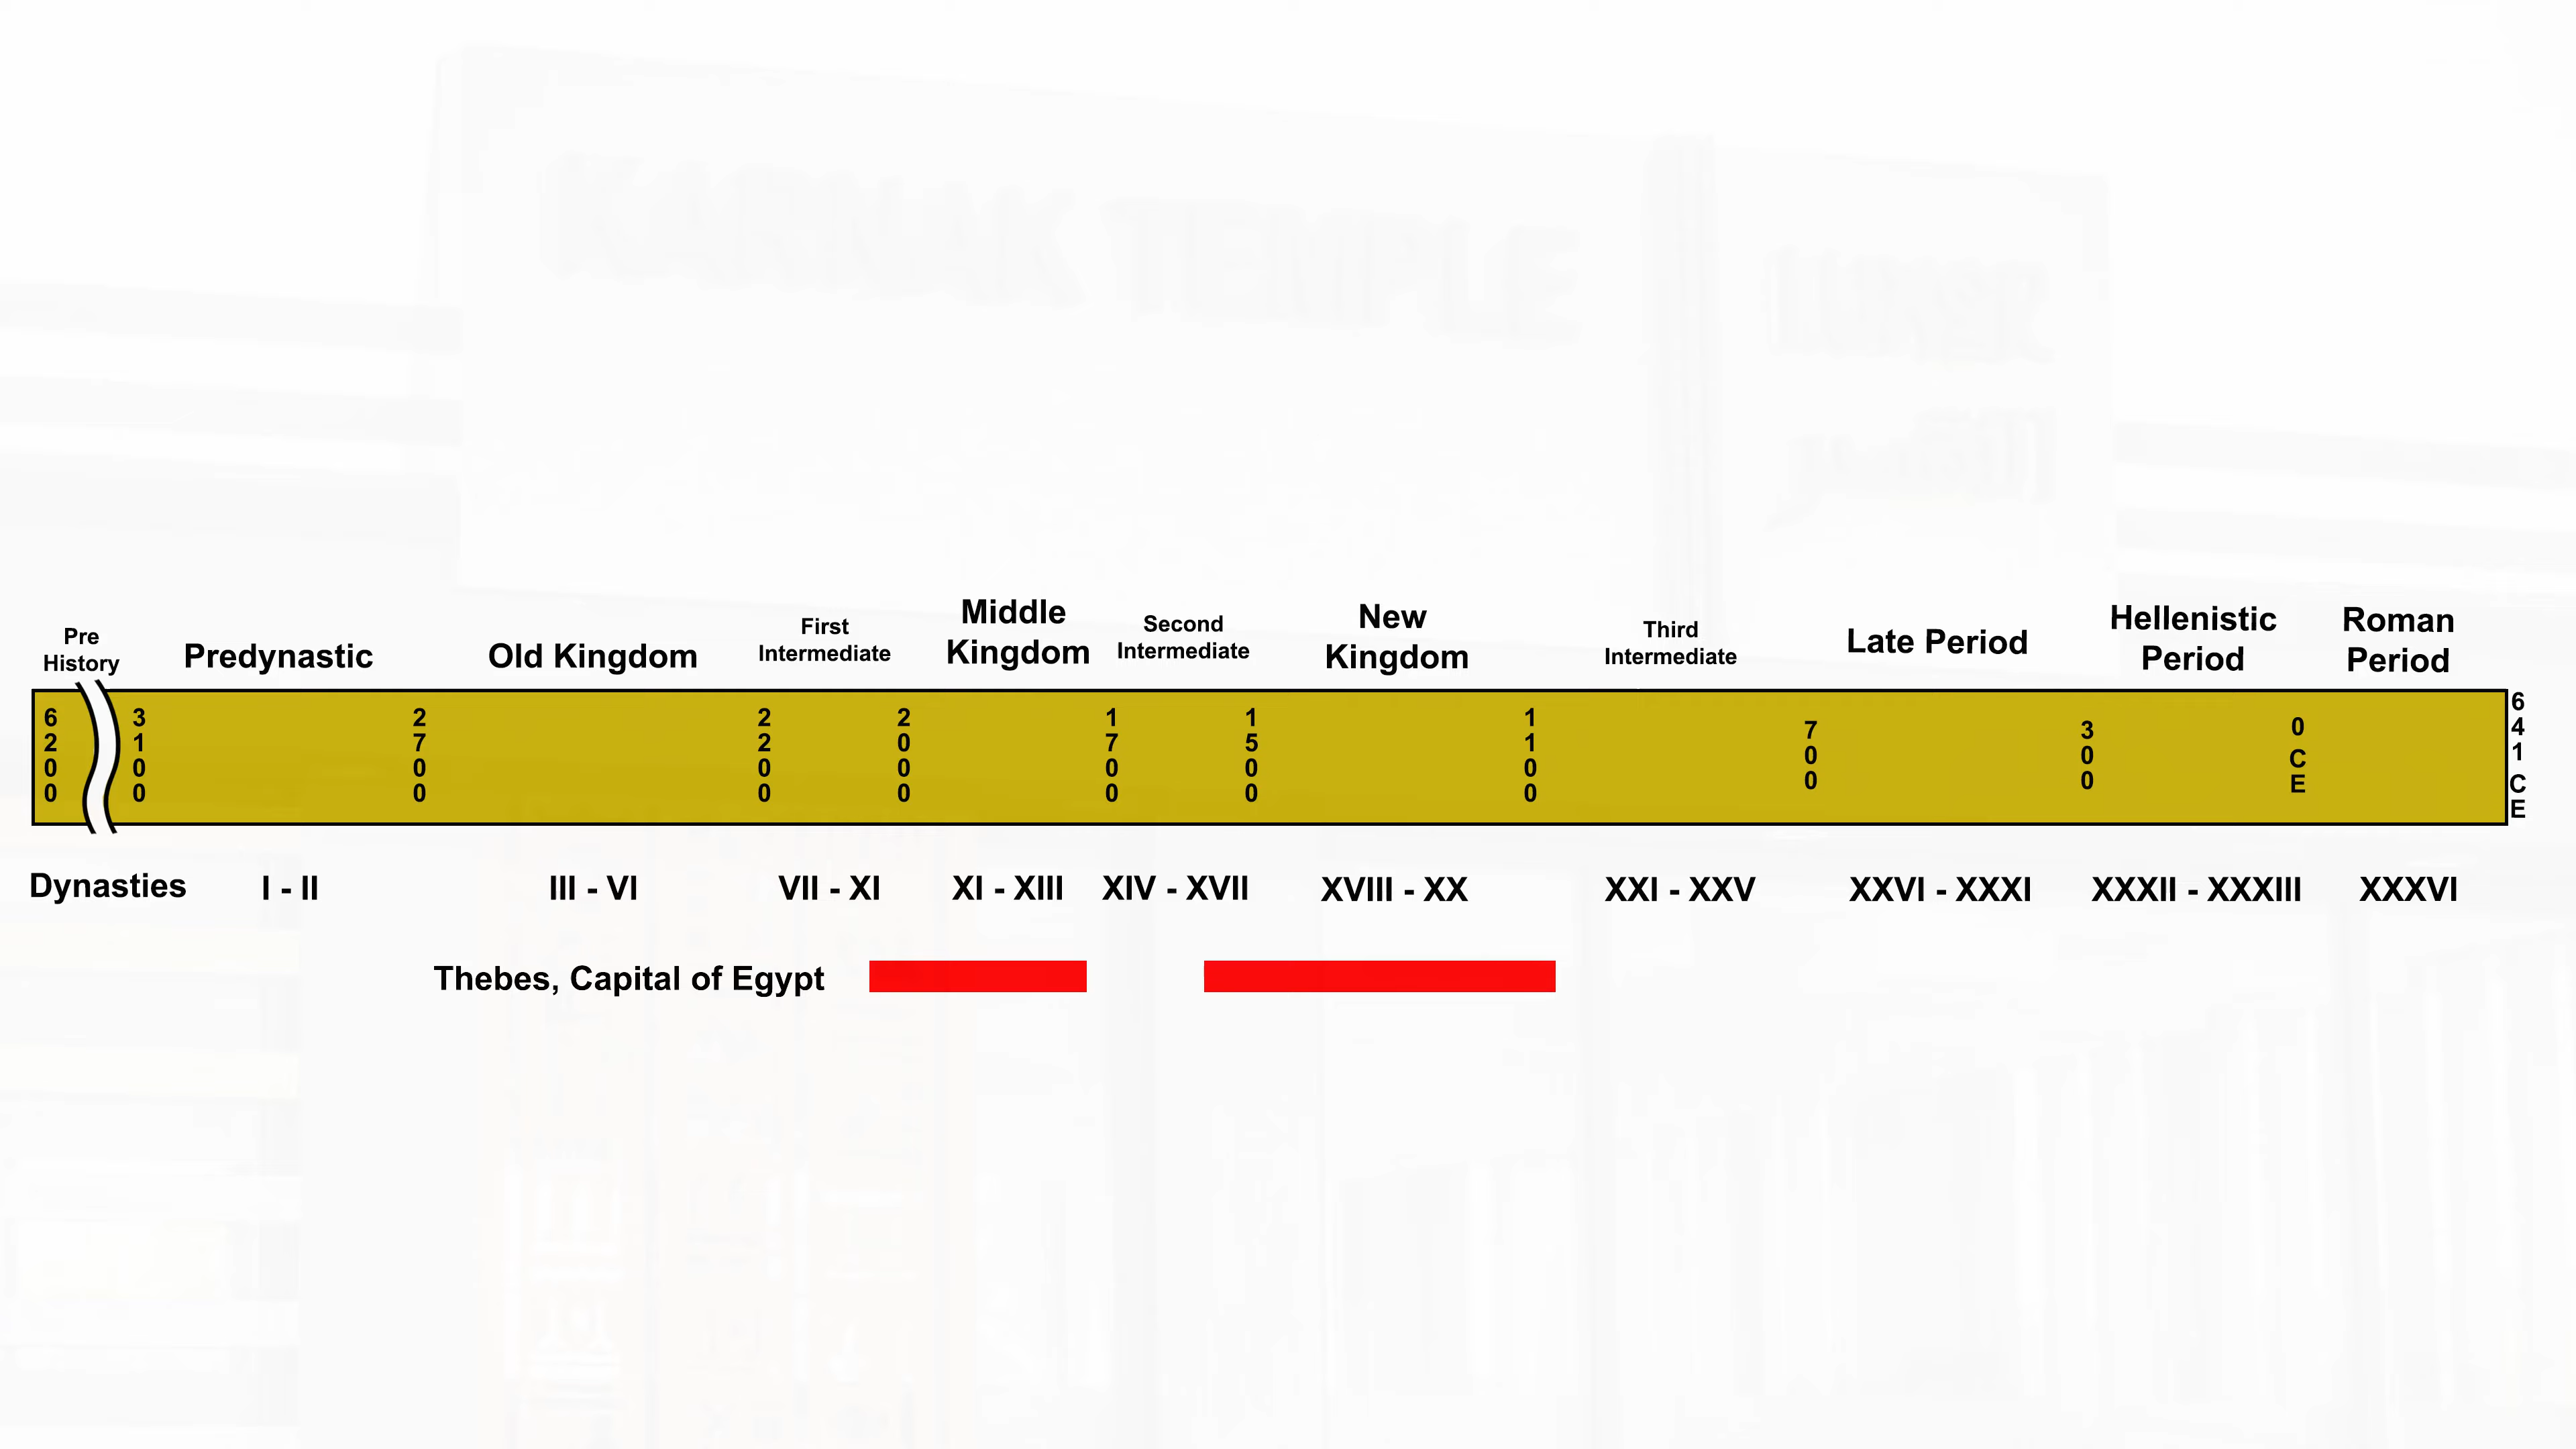 KARNAK TEMPLE
Pre
History
Predynastic
Old Kingdom
First
Intermediate
Middle
Kingdom
Second
Intermediate
New
Kingdom
Third
Intermediate
Late Period
Hellenistic
Period
Roman
Period
6200
3100
2700
2200
2000
1700
1500
1100
700
300
0 CE
641 CE
Dynasties
I - II
III - VI
VII - XI
XI - XIII
XIV - XVII
XVIII - XX
XXI - XXV
XXVI - XXXI
XXXII - XXXIII
XXXVI
Thebes, Capital of Egypt